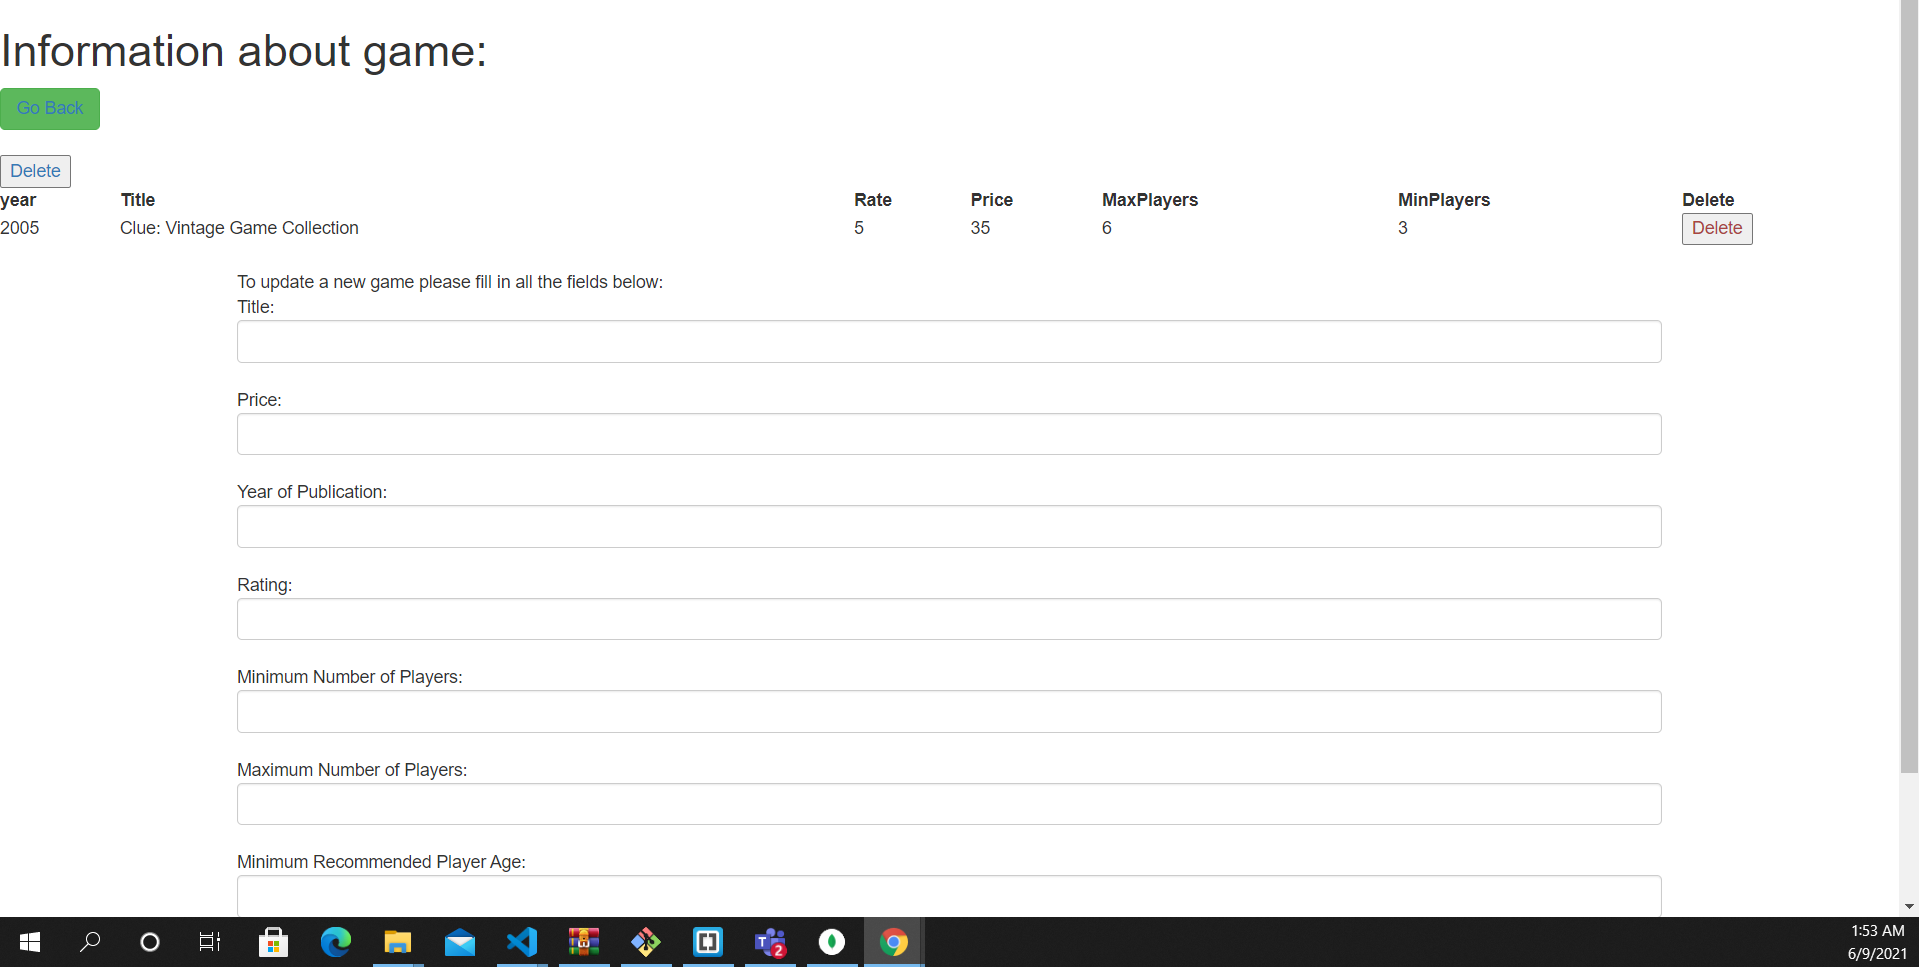 Information about game:
Go Back
Delete
year Title Rate Price MaxPlayers MinPlayers Delete
2005 Clue: Vintage Game Collection 5 35 6 3 Delete
To update a new game please fill in all the fields below:
Title:
Price:
Year of Publication:
Rating:
Minimum Number of Players:
Maximum Number of Players:
Minimum Recommended Player Age:
T 2
1:53 AM
6/9/2021